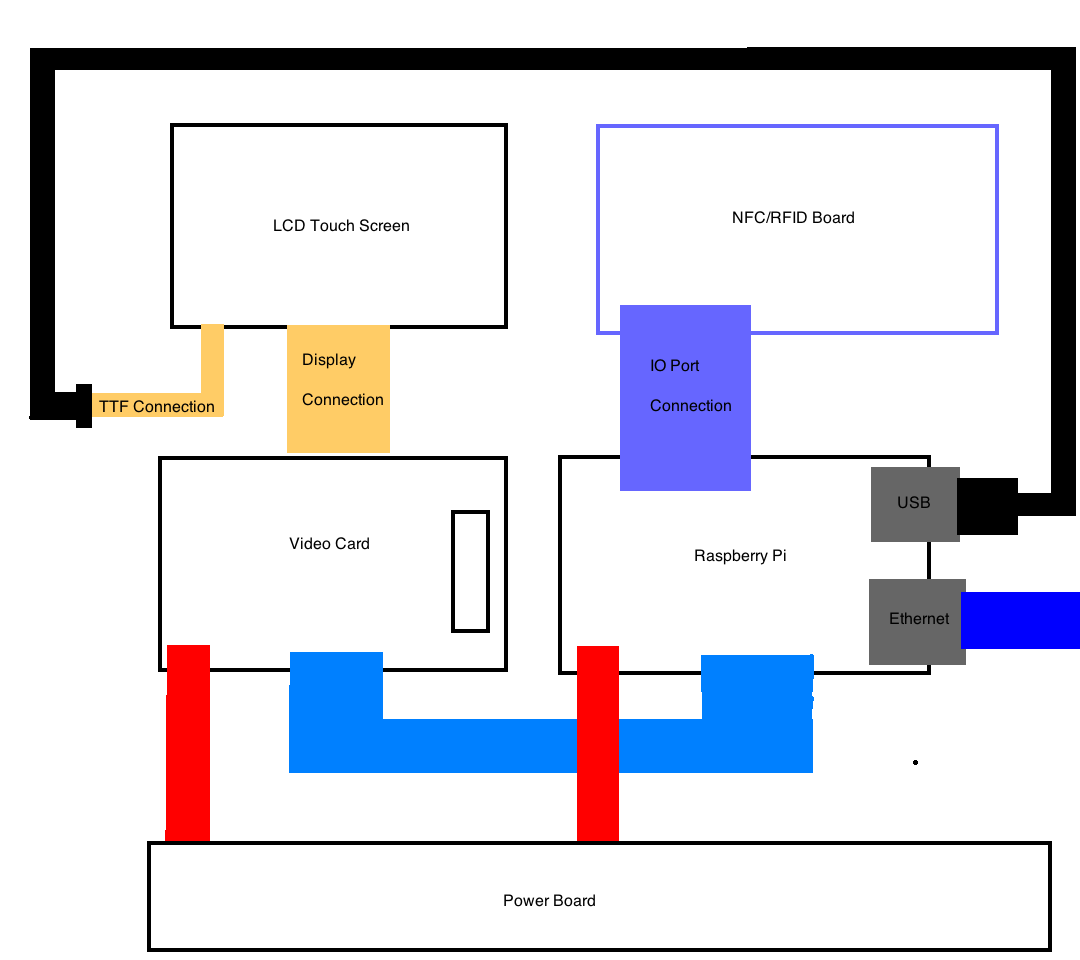 LCD Touch Screen
NFC/RFID Board
Display
Connection
IO Port
Connection
TTF Connection
USB
Video Card
Raspberry Pi
Ethernet
Power Board